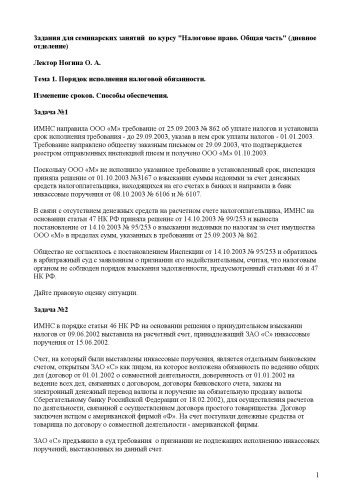 Задания для семинарских занятий по курсу "Налоговое право. Общая часть" (дневное
отделение)
Лектор Ногина О. А.
Тема 1. Порядок исполнения налоговой обязанности.
Изменение сроков. Способы обеспечения.
Задача №1
ИМНС направила ООО «М» требование от 25.09.2003 № 862 об уплате налогов и установила
срок исполнения требования - до 29.09.2003, указав в нем срок уплаты налогов - 01.01.2003.
Требование направлено обществу заказным письмом от 29.09.2003, что подтверждается
реестром отправленных инспекцией писем и получено ООО «М» 01.10.2003.
Поскольку ООО «М» не исполнило указанное требование в установленный срок, инспекция
приняла решение от 01.10.2003 №3167 о взыскании суммы недоимки за счет денежных
средств налогоплательщика, находящихся на его счетах в банках и направила в банк
инкассовые поручения от 08.10.2003 № 6106 и № 6107.
В связи с отсутствием денежных средств на расчетном счете налогоплательщика, ИМНС на
основании статьи 47 НК РФ приняла решение от 14.10.2003 № 99/253 и вынесла
постановление от 14.10.2003 № 95/253 о взыскании недоимки по налогам за счет имущества
ООО «М» в пределах сумм, указанных в требовании от 25.09.2003 № 862.
Общество не согласилось с постановлением Инспекции от 14.10.2003 № 95/253 и обратилось
в арбитражный суд с заявлением о признании его недействительным, считая, что налоговым
органом не соблюден порядок взыскания задолженности, предусмотренный статьями 46 и 47
НК РФ.
Дайте правовую оценку ситуации.
Задача №2
ИМНС в порядке статьи 46 НК РФ на основании решения о принудительном взыскании
налогов от 09.06.2002 выставила на расчетный счет, принадлежащий ЗАО «С» инкассовые
поручения от 15.06.2002.
Счет, на который были выставлены инкассовые поручения, является отдельным банковским
счетом, открытым ЗАО «С» как лицом, на которое возложена обязанность по ведению общих
дел (договор от 01.01.2002 о совместной деятельности, доверенность от 01.01.2002 на
ведение всех дел, связанных с договором, договоры банковского счета, заказы на
электронный денежный перевод валюты и поручение на обязательную продажу валюты
Сберегательному банку Российской Федерации от 18.02.2002), для осуществления расчетов
по деятельности, связанной с осуществлением договора простого товарищества. Договор
заключен истцом с американской фирмой «Ф». На счет поступали денежные средства от
товарища по договору о совместной деятельности - американской фирмы.
ЗАО «С» предъявило в суд требования о признании не подлежащих исполнению инкассовых
поручений, выставленных на данный счет.
1